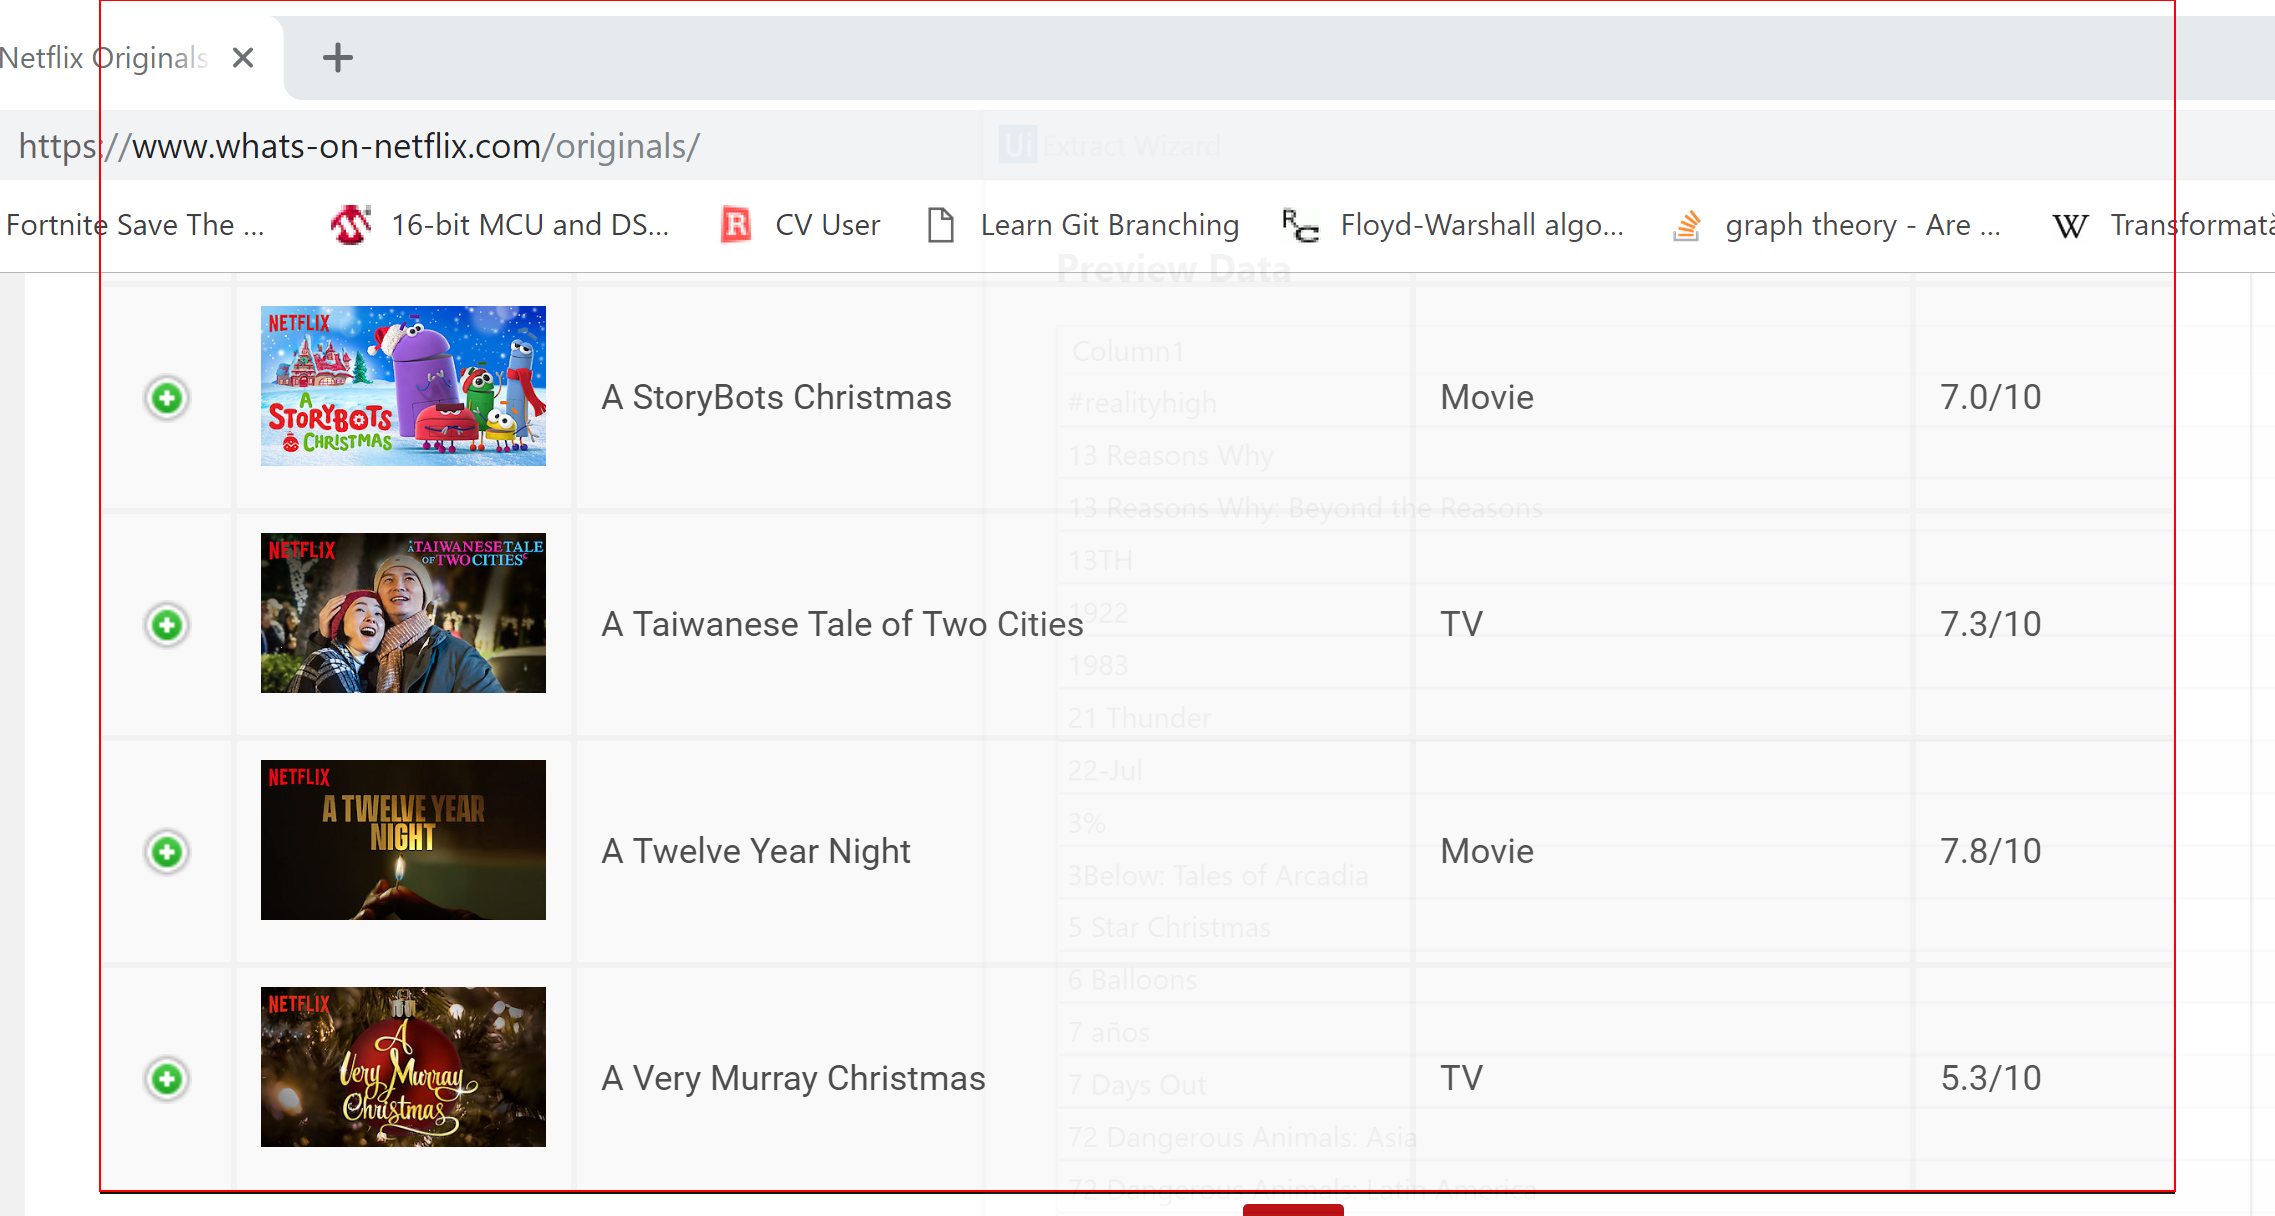 Netflix Originals
https://www.whats-on-netflix.com/originals/
Ui Extract Wizard
Fortnite Save The ...
16-bit MCU and DS...
CV User
Learn Git Branching
Floyd-Warshall algo...
graph theory - Are ...
W
Transformată
Preview Data
Column1
#realityhigh
13 Reasons Why
13 Reasons Why: Beyond the Reasons
13TH
1922
1983
21 Thunder
22-Jul
3%
3Below: Tales of Arcadia
5 Star Christmas
6 Balloons
7 años
7 Days Out
72 Dangerous Animals: Asia
72 Dangerous Animals: Latin America
NETFLIX
A
STORYBOTS
CHRISTMAS
A StoryBots Christmas
Movie
7.0/10
NETFLIX
A TAIWANESE TALE
OF TWO CITIES
A Taiwanese Tale of Two Cities
TV
7.3/10
NETFLIX
A TWELVE YEAR
NIGHT
A Twelve Year Night
Movie
7.8/10
NETFLIX
A
Very Murray
Christmas
A Very Murray Christmas
TV
5.3/10